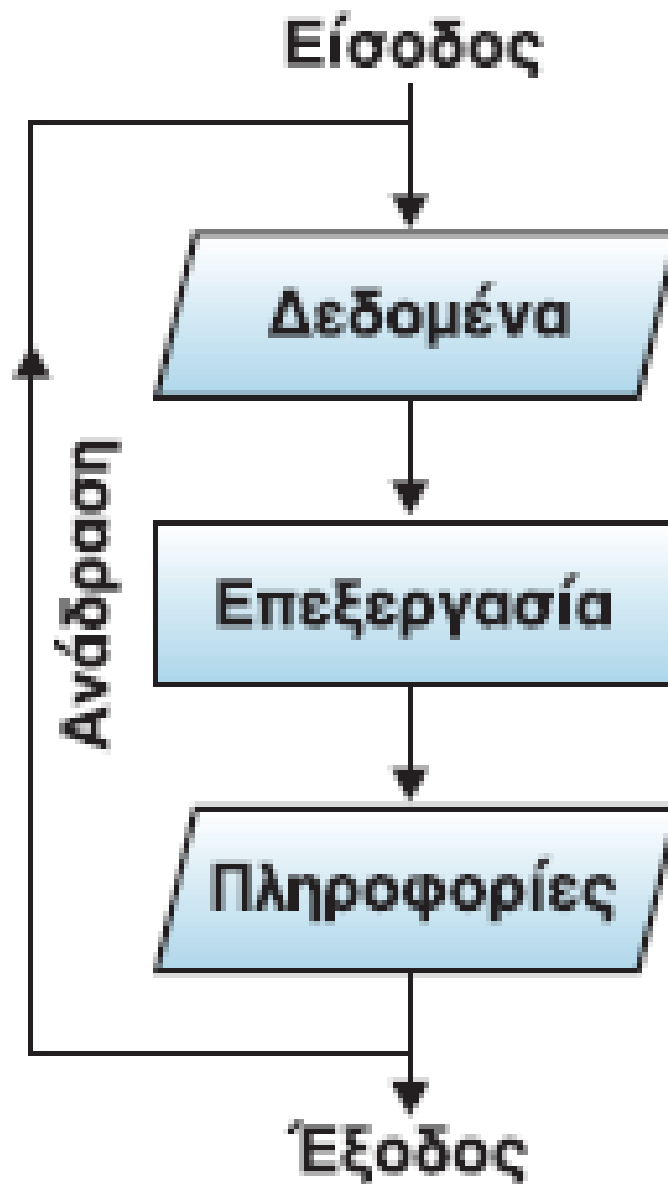 Είσοδος
Δεδομένα
Ανάδραση
Επεξεργασία
Πληροφορίες
Έξοδος